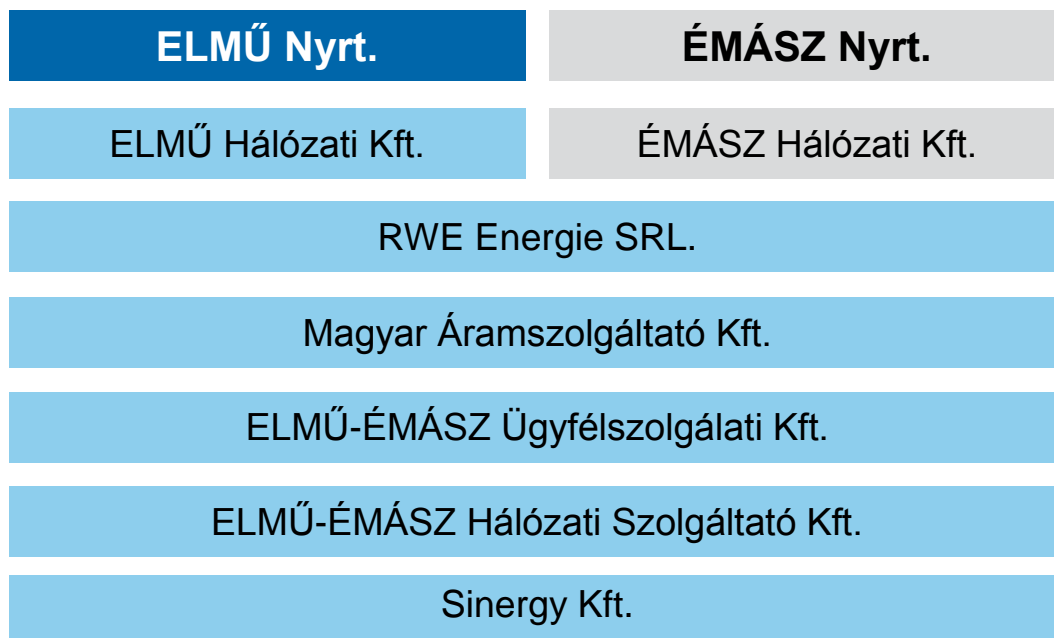 ELMŰ Nyrt.
ÉMÁSZ Nyrt.
ELMŰ Hálózati Kft.
ÉMÁSZ Hálózati Kft.
RWE Energie SRL.
Magyar Áramszolgáltató Kft.
ELMŰ-ÉMÁSZ Ügyfélszolgálati Kft.
ELMŰ-ÉMÁSZ Hálózati Szolgáltató Kft.
Sinergy Kft.